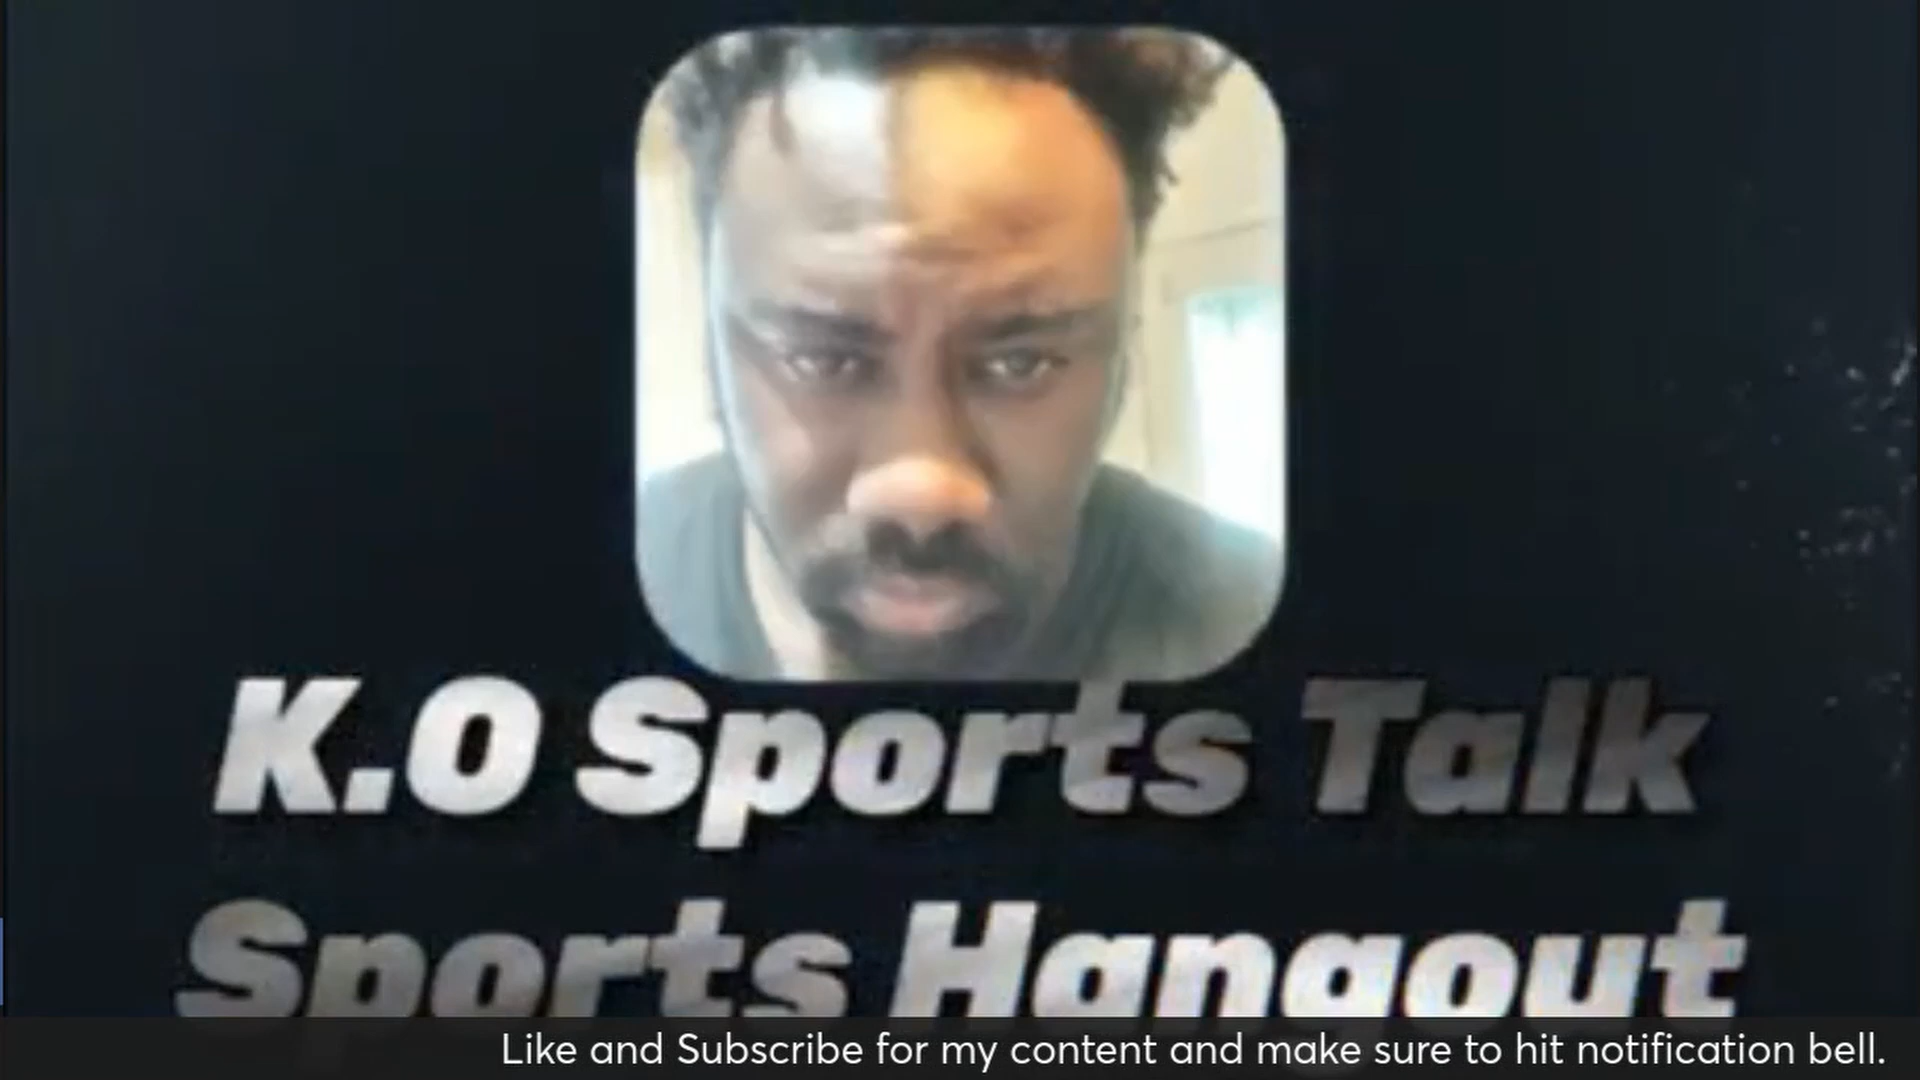 K.O Sports Talk
Sports Hangout
Like and Subscribe for my content and make sure to hit notification bell.